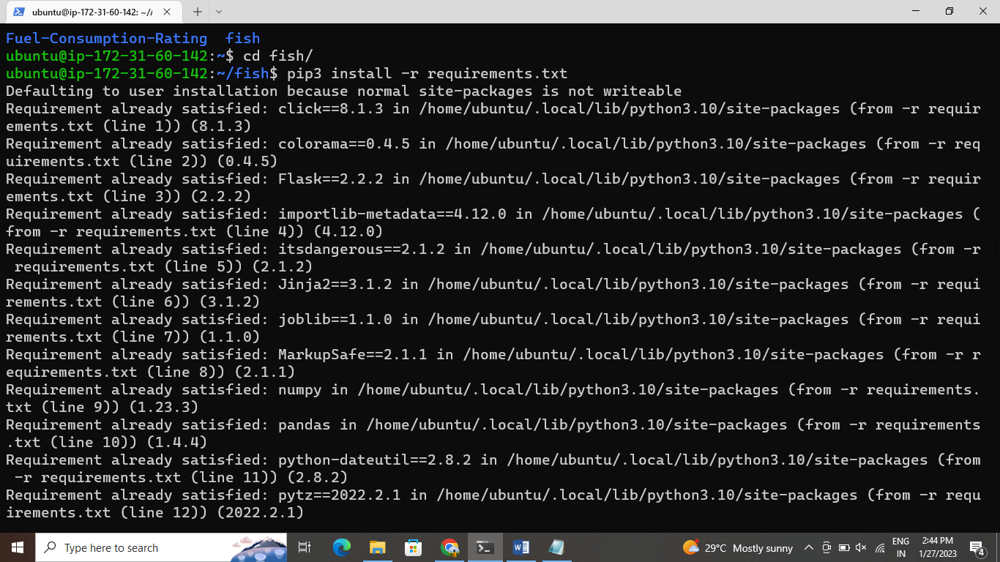 ubuntu@ip-172-31-60-142: ~/
Fuel-Consumption-Rating  fish
ubuntu@ip-172-31-60-142:~$ cd fish/
ubuntu@ip-172-31-60-142:~/fish$ pip3 install -r requirements.txt
Defaulting to user installation because normal site-packages is not writeable
Requirement already satisfied: click==8.1.3 in /home/ubuntu/.local/lib/python3.10/site-packages (from -r requir
ements.txt (line 1)) (8.1.3)
Requirement already satisfied: colorama==0.4.5 in /home/ubuntu/.local/lib/python3.10/site-packages (from -r req
uirements.txt (line 2)) (0.4.5)
Requirement already satisfied: Flask==2.2.2 in /home/ubuntu/.local/lib/python3.10/site-packages (from -r requir
ements.txt (line 3)) (2.2.2)
Requirement already satisfied: importlib-metadata==4.12.0 in /home/ubuntu/.local/lib/python3.10/site-packages (
from -r requirements.txt (line 4)) (4.12.0)
Requirement already satisfied: itsdangerous==2.1.2 in /home/ubuntu/.local/lib/python3.10/site-packages (from -r
 requirements.txt (line 5)) (2.1.2)
Requirement already satisfied: Jinja2==3.1.2 in /home/ubuntu/.local/lib/python3.10/site-packages (from -r requi
rements.txt (line 6)) (3.1.2)
Requirement already satisfied: joblib==1.1.0 in /home/ubuntu/.local/lib/python3.10/site-packages (from -r requi
rements.txt (line 7)) (1.1.0)
Requirement already satisfied: MarkupSafe==2.1.1 in /home/ubuntu/.local/lib/python3.10/site-packages (from -r r
equirements.txt (line 8)) (2.1.1)
Requirement already satisfied: numpy in /home/ubuntu/.local/lib/python3.10/site-packages (from -r requirements.
txt (line 9)) (1.23.3)
Requirement already satisfied: pandas in /home/ubuntu/.local/lib/python3.10/site-packages (from -r requirements
.txt (line 10)) (1.4.4)
Requirement already satisfied: python-dateutil==2.8.2 in /home/ubuntu/.local/lib/python3.10/site-packages (from
 -r requirements.txt (line 11)) (2.8.2)
Requirement already satisfied: pytz==2022.2.1 in /home/ubuntu/.local/lib/python3.10/site-packages (from -r requ
irements.txt (line 12)) (2022.2.1)
Type here to search
29°C Mostly sunny
ENG
IN
2:44 PM
1/27/2023
4